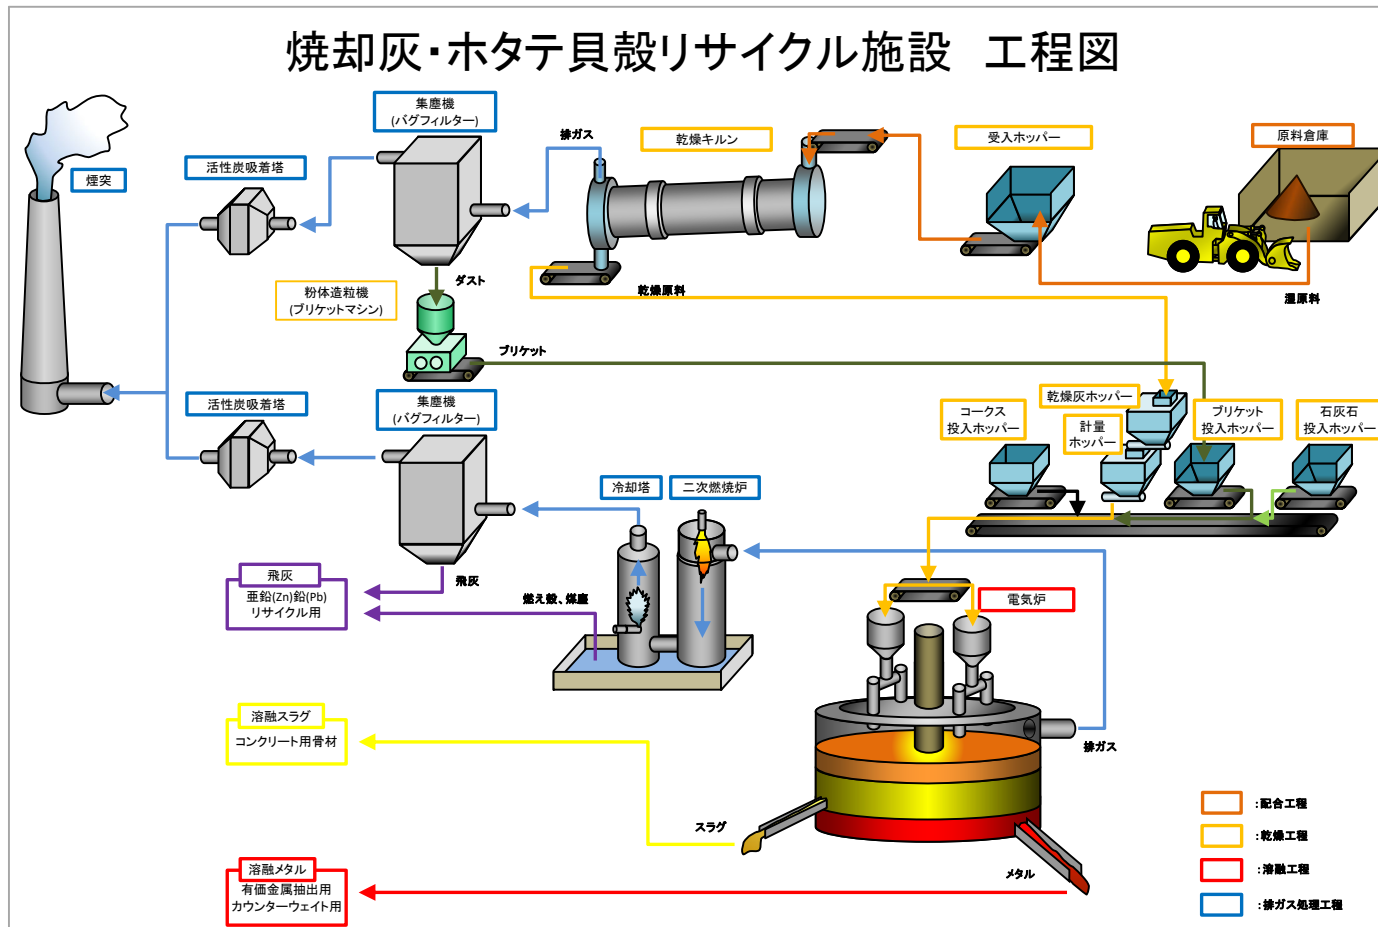 焼却灰・ホタテ貝殻リサイクル施設　工程図
集塵機
(バグフィルター)
排ガス
乾燥キルン
受入ホッパー
原料倉庫
活性炭吸着塔
煙突
ダスト
粉体造粒機
(ブリケットマシン)
乾燥原料
湿原料
ブリケット
活性炭吸着塔
集塵機
(バグフィルター)
コークス
投入ホッパー
乾燥灰ホッパー
計量
ホッパー
ブリケット
投入ホッパー
石灰石
投入ホッパー
冷却塔
二次燃焼炉
飛灰
飛灰
亜鉛(Zn)鉛(Pb)
リサイクル用
燃え殻、煤塵
電気炉
溶融スラグ
コンクリート用骨材
排ガス
スラグ
メタル
溶融メタル
有価金属抽出用
カウンターウェイト用
:配合工程
:乾燥工程
:溶融工程
:排ガス処理工程